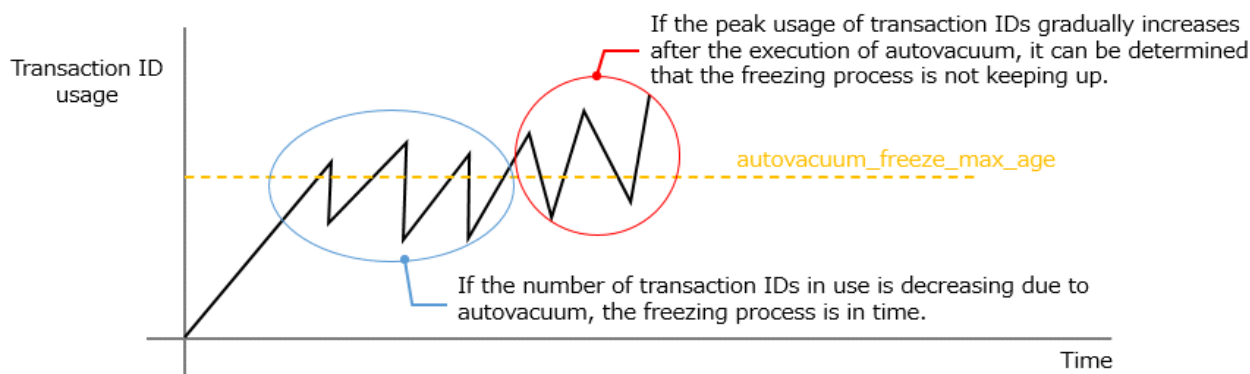 If the peak usage of transaction IDs gradually increases
after the execution of autovacuum, it can be determined
that the freezing process is not keeping up.
Transaction ID
usage
autovacuum_freeze_max_age
If the number of transaction IDs in use is decreasing due to
autovacuum, the freezing process is in time.
Time